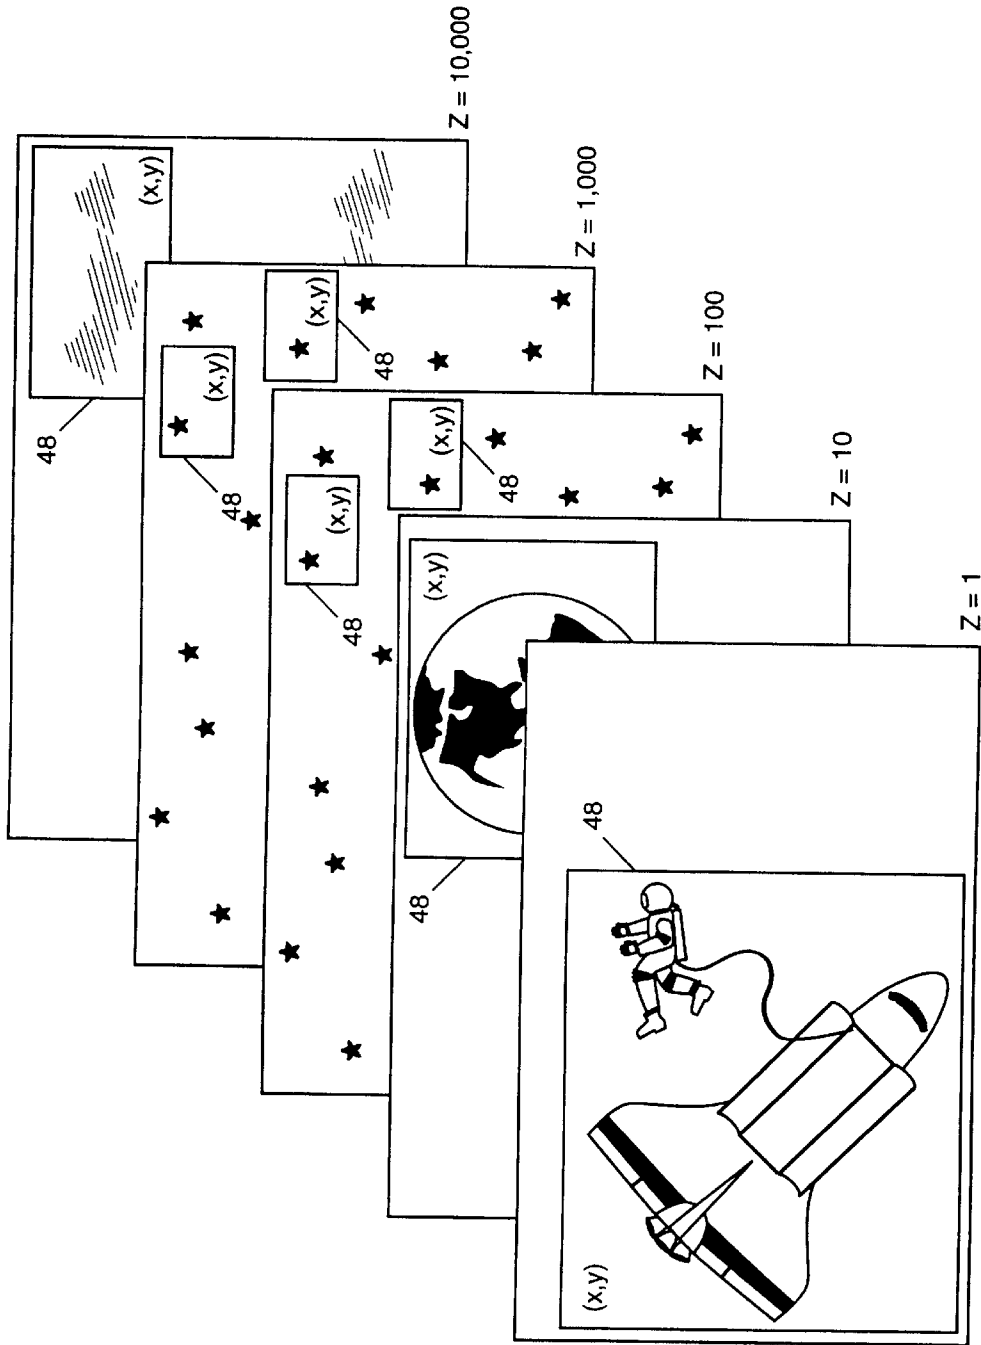 Z = 10,000
(x,y)
48
Z = 1,000
(x,y)
48
(x,y)
48
Z = 100
(x,y)
48
(x,y)
48
Z = 10
(x,y)
48
Z = 1
48
(x,y)